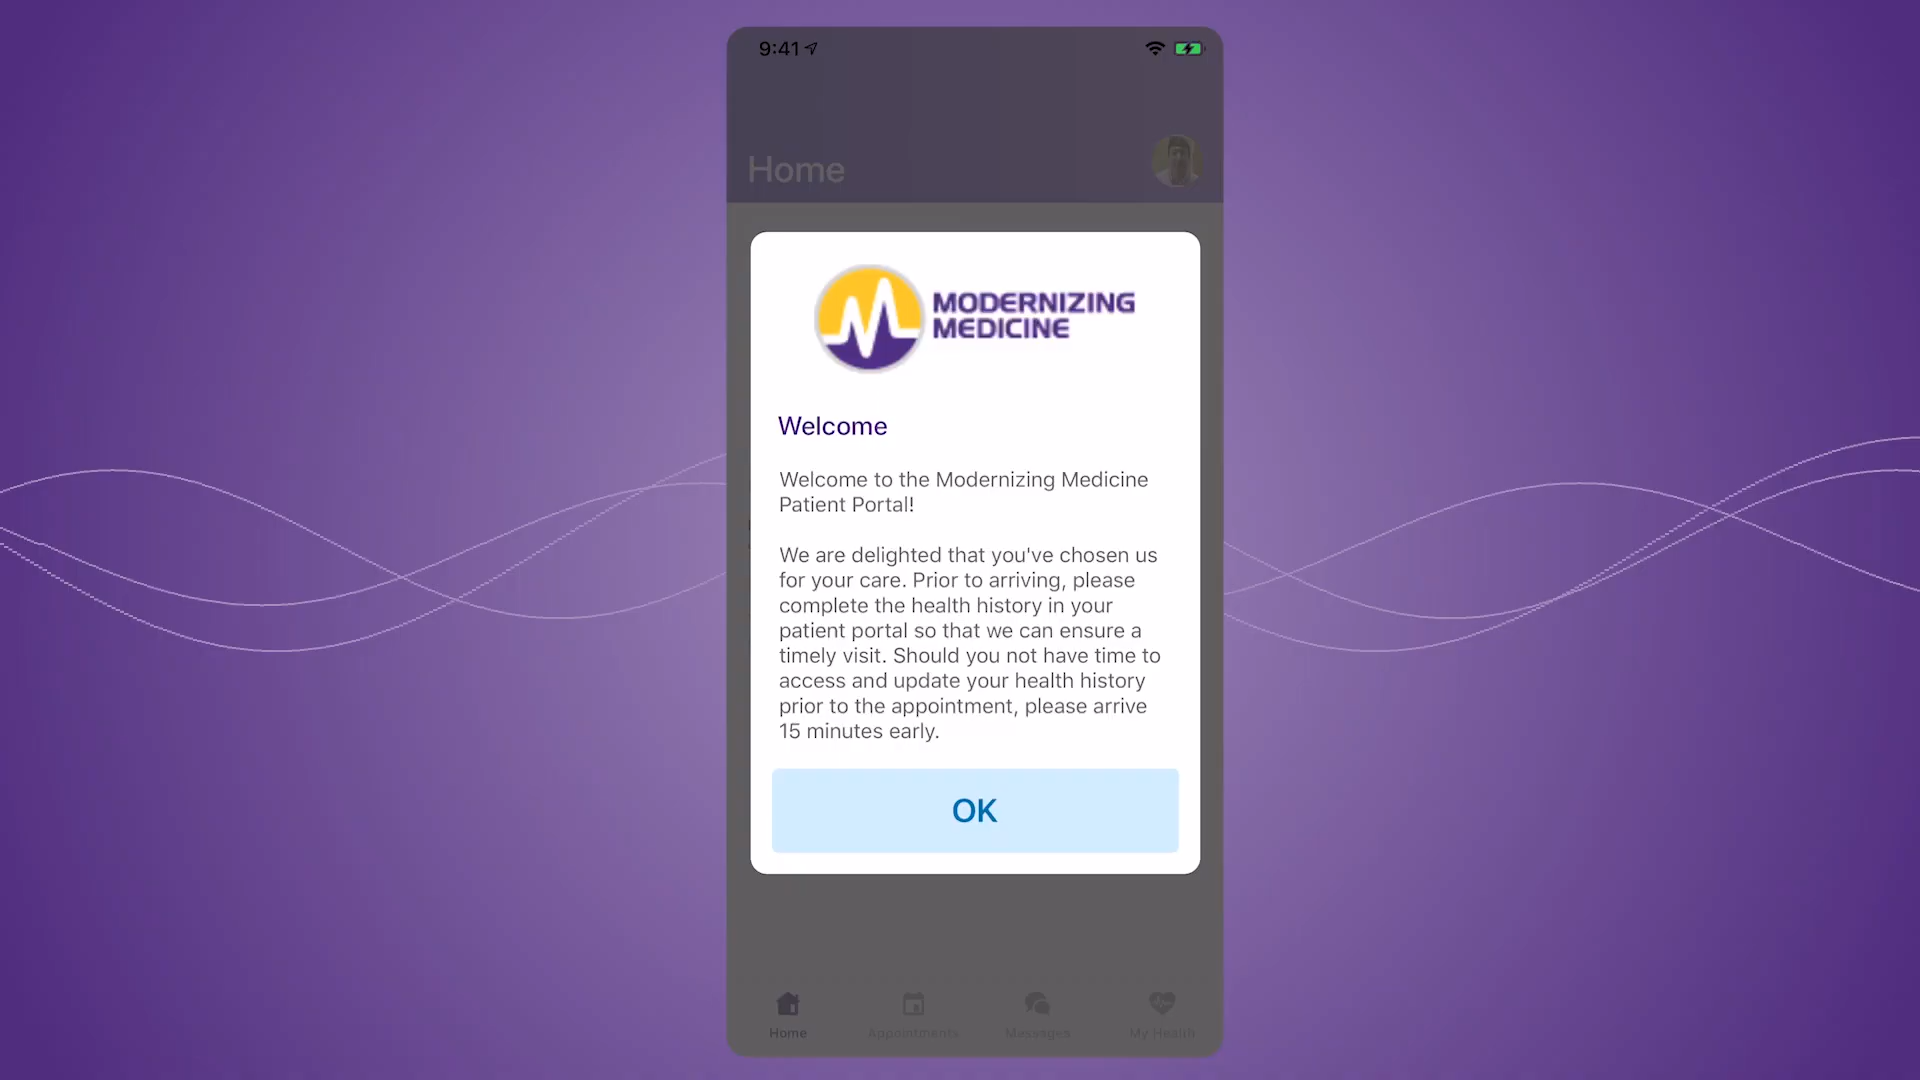 9:41
Home
MODERNIZING
MEDICINE
Welcome
Welcome to the Modernizing Medicine
Patient Portal!
We are delighted that you've chosen us
for your care. Prior to arriving, please
complete the health history in your
patient portal so that we can ensure a
timely visit. Should you not have time to
access and update your health history
prior to the appointment, please arrive
15 minutes early.
OK
Home
Appointments
Messages
My Health